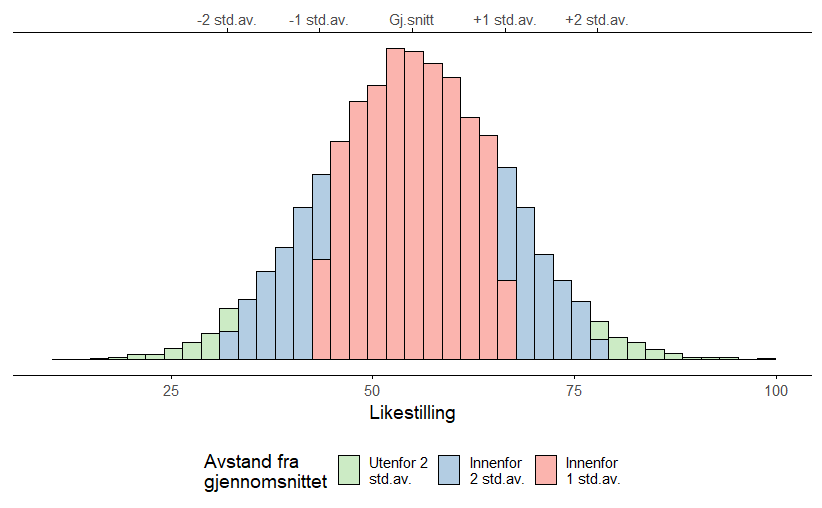 -2 std.av. -1 std.av. Gj.snitt +1 std.av. +2 std.av.
25 50 75 100
Likestilling
Avstand fra
gjennomsnittet
Utenfor 2
std.av.
Innenfor
2 std.av.
Innenfor
1 std.av.